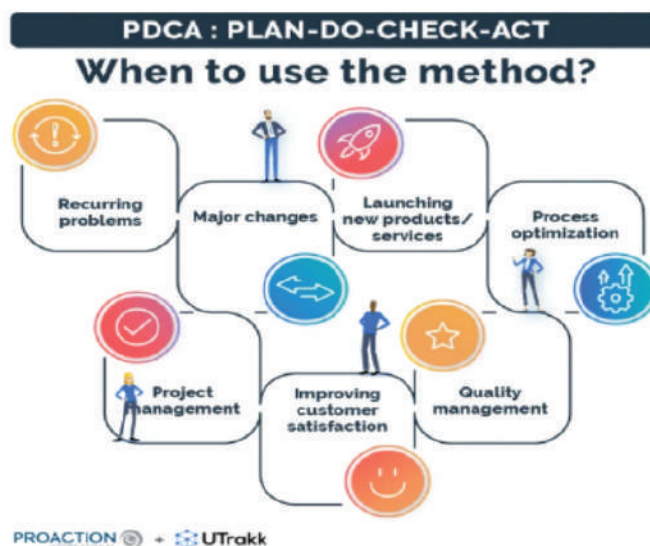 PDCA : PLAN-DO-CHECK-ACT
When to use the method?
Recurring
problems
Major changes
Launching
new products/
services
Process
optimization
Project
management
Improving
customer
satisfaction
Quality
management
PROACTION + UTrakk